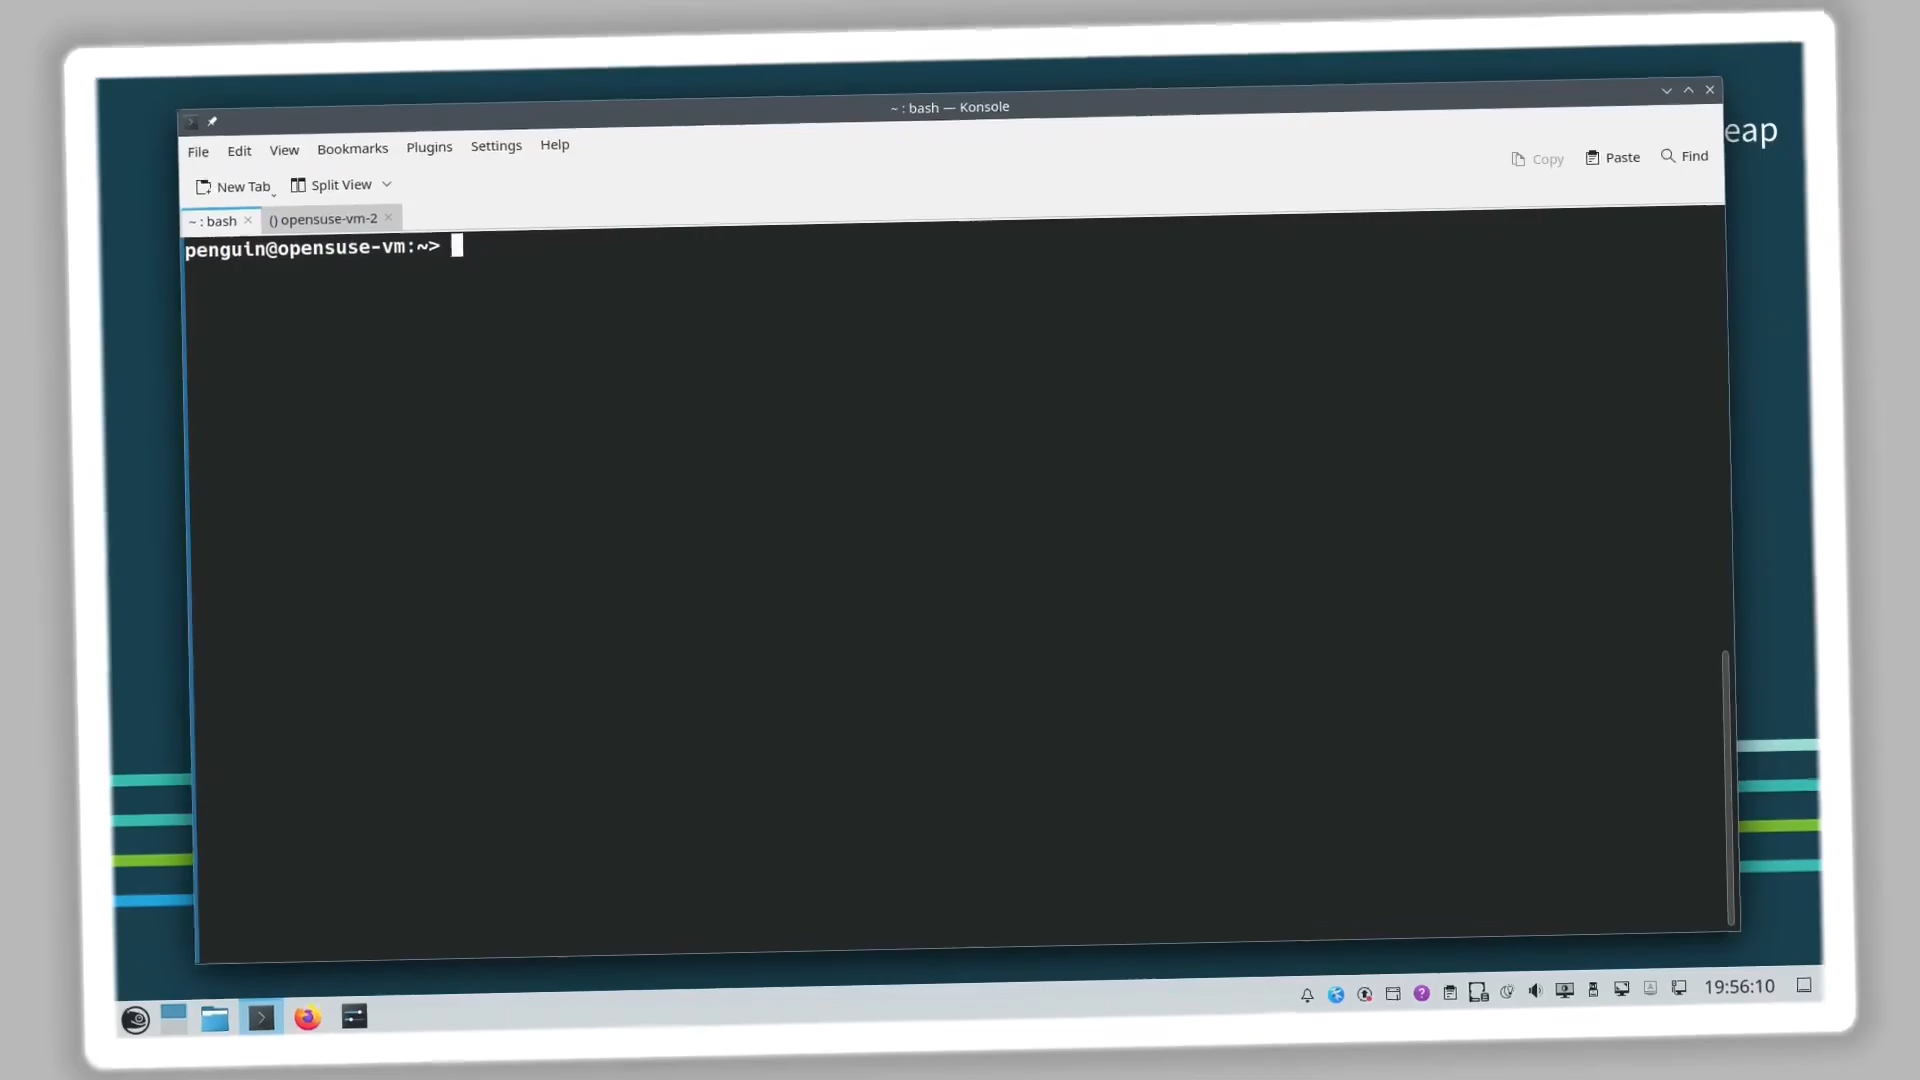 ~ : bash — Konsole
eap
File Edit View Bookmarks Plugins Settings Help
Copy Paste Find
New Tab Split View
~ : bash () opensuse-vm-2
penguin@opensuse-vm:~>
19:56:10